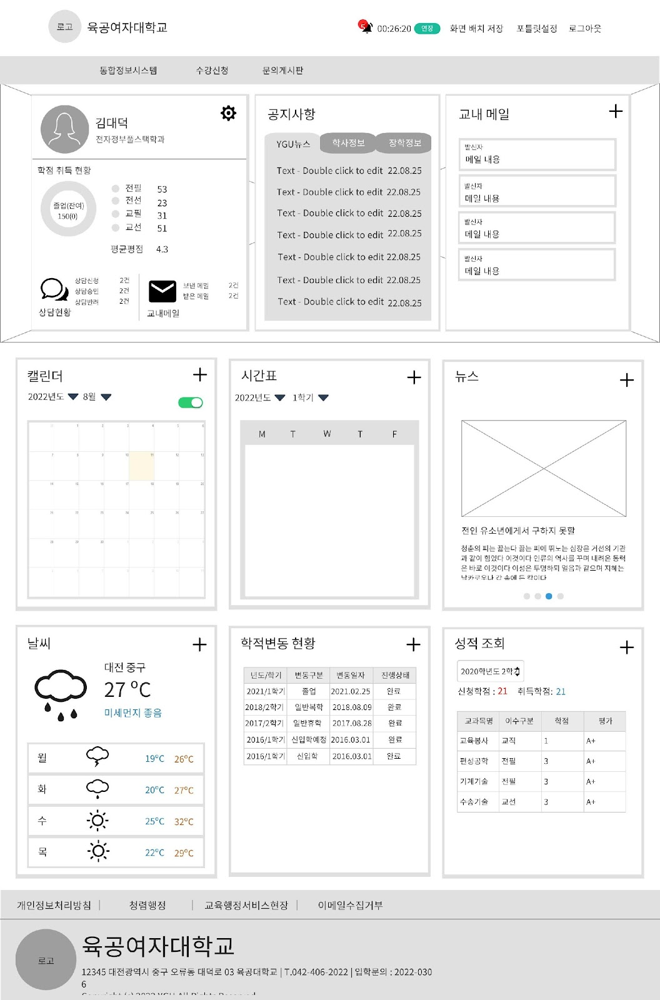 로고
육공여자대학교
5
00:26:20
연장
화면 배치 저장
포틀릿설정
로그아웃
통합정보시스템
수강신청
문의게시판
김대덕
전자정부풀스택학과
학점 취득 현황
졸업(잔여)
150(0)
전필 53
전선 23
교필 31
교선 51
평균평점 4.3
상담신청 2건
상담승인 2건
상담반려 2건
상담현황
보낸 메일 2건
받은 메일 2건
교내메일
공지사항
YGU뉴스
학사정보
장학정보
Text - Double click to edit 22.08.25
Text - Double click to edit 22.08.25
Text - Double click to edit 22.08.25
Text - Double click to edit 22.08.25
Text - Double click to edit 22.08.25
Text - Double click to edit 22.08.25
Text - Double click to edit 22.08.25
교내 메일
발신자
메일 내용
발신자
메일 내용
발신자
메일 내용
발신자
메일 내용
캘린더
2022년도 8월
31 1 2 3 4 5 6
7 8 9 10 11 12 13
14 15 16 17 18 19 20
21 22 23 24 25 26 27
28 29 30
시간표
2022년도 1학기
M T W T F
뉴스
전인 유소년에게서 구하지 못할
청춘의 피는 끓는다 끓는 피에 뛰노는 심장은 거선의 기관
과 같이 힘있다 이것이다 인류의 역사를 꾸며 내려온 동력
은 바로 이것이다 이성은 투명하되 얼음과 같으며 지혜는
날카로우나 갑 속에 든 칼이다
날씨
대전 중구
27 ºC
미세먼지 좋음
월 19ºC 26ºC
화 20ºC 27ºC
수 25ºC 32ºC
목 22ºC 29ºC
학적변동 현황
년도/학기 변동구분 변동일자 진행상태
2021/1학기 졸업 2021.02.25 완료
2018/2학기 일반복학 2018.08.09 완료
2017/2학기 일반휴학 2017.08.28 완료
2016/1학기 신입학예정 2016.03.01 완료
2016/1학기 신입학 2016.03.01 완료
성적 조회
2020학년도 2학기
신청학점 : 21 취득학점: 21
교과목명 이수구분 학점 평가
교육봉사 교직 1 A+
편성공학 전필 3 A+
기계기술 전필 3 A+
수송기술 교선 3 A+
개인정보처리방침 |
청렴행정 |
교육행정서비스현장 |
이메일수집거부
로고
육공여자대학교
12345 대전광역시 중구 오류동 대덕로 03 육공대학교 | T.042-406-2022 | 입학문의 : 2022-030
6
Copyright (c) 2022 YGU All Rights Reserved